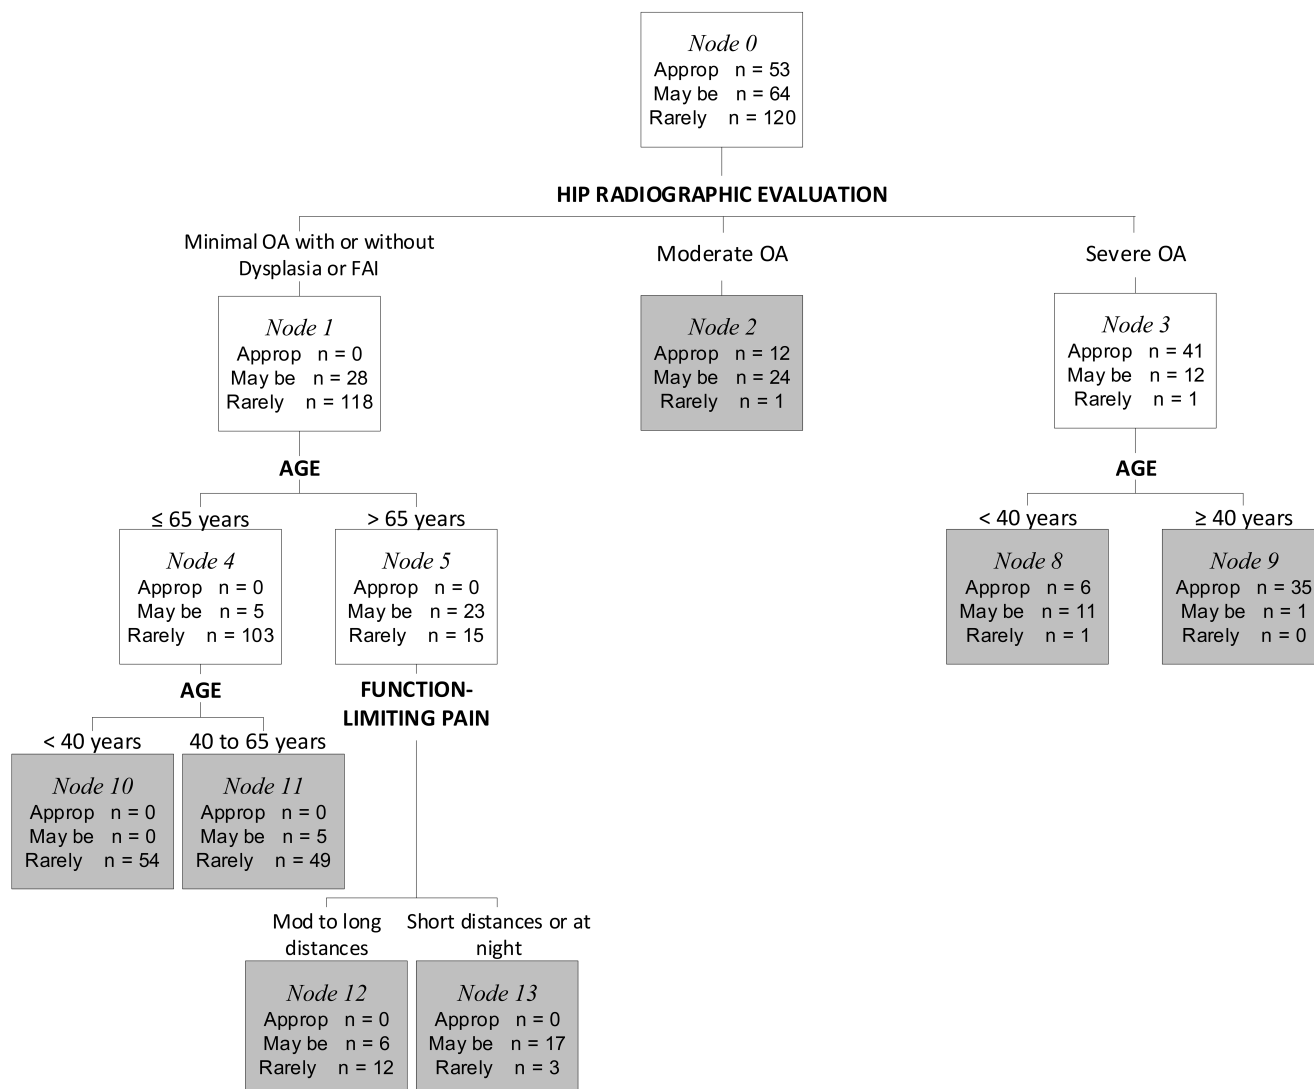 Node 0
Approp n = 53
May be n = 64
Rarely n = 120
HIP RADIOGRAPHIC EVALUATION
Minimal OA with or without
Dysplasia or FAI
Moderate OA
Severe OA
Node 1
Approp n = 0
May be n = 28
Rarely n = 118
Node 2
Approp n = 12
May be n = 24
Rarely n = 1
Node 3
Approp n = 41
May be n = 12
Rarely n = 1
AGE
AGE
≤ 65 years
> 65 years
< 40 years
≥ 40 years
Node 4
Approp n = 0
May be n = 5
Rarely n = 103
Node 5
Approp n = 0
May be n = 23
Rarely n = 15
Node 8
Approp n = 6
May be n = 11
Rarely n = 1
Node 9
Approp n = 35
May be n = 1
Rarely n = 0
AGE
FUNCTION-
LIMITING PAIN
< 40 years
40 to 65 years
Node 10
Approp n = 0
May be n = 0
Rarely n = 54
Node 11
Approp n = 0
May be n = 5
Rarely n = 49
Mod to long
distances
Short distances or at
night
Node 12
Approp n = 0
May be n = 6
Rarely n = 12
Node 13
Approp n = 0
May be n = 17
Rarely n = 3